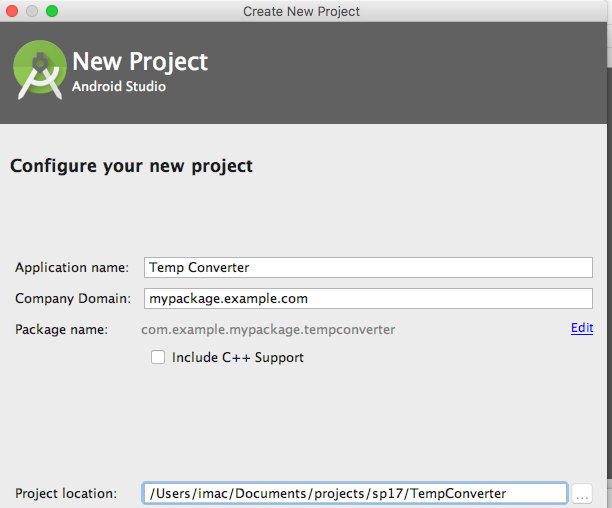 Create New Project
New Project
Android Studio
Configure your new project
Application name: Temp Converter
Company Domain: mypackage.example.com
Package name: com.example.mypackage.tempconverter Edit
Include C++ Support
Project location: /Users/imac/Documents/projects/sp17/TempConverter ...